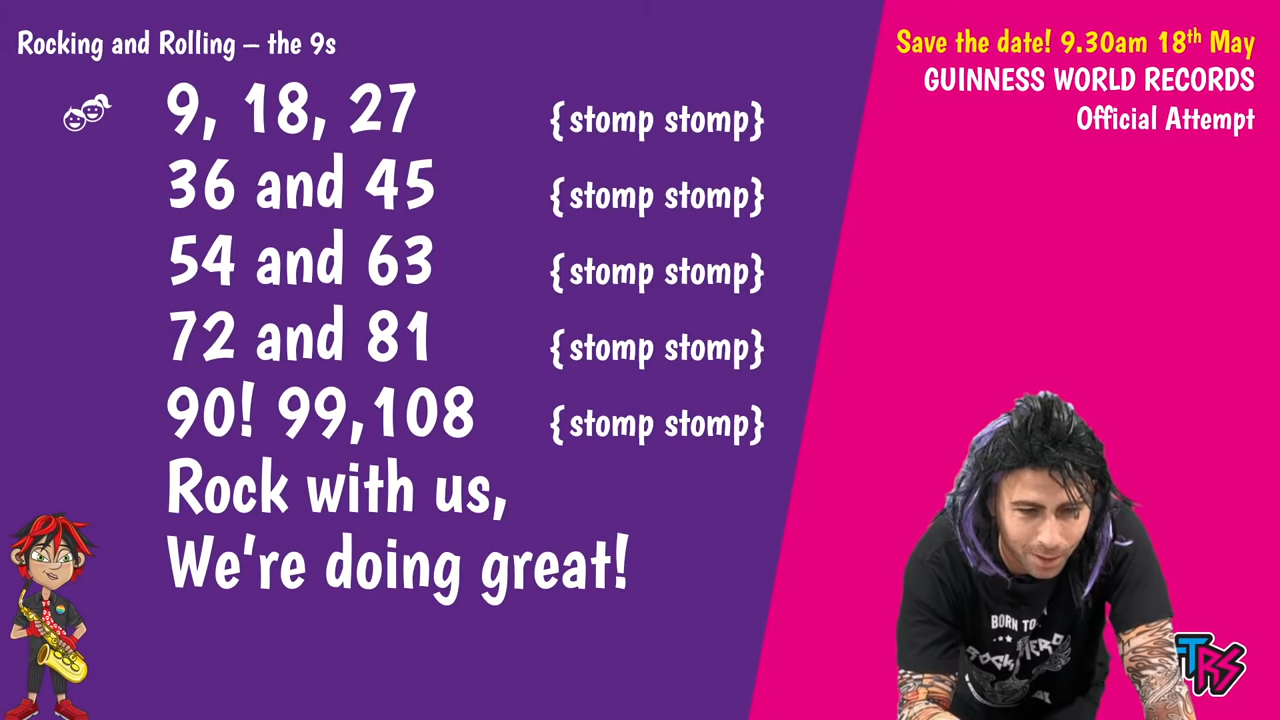 Rocking and Rolling – the 9s
9, 18, 27 {stomp stomp}
36 and 45 {stomp stomp}
54 and 63 {stomp stomp}
72 and 81 {stomp stomp}
90! 99,108 {stomp stomp}
Rock with us,
We're doing great!
Save the date! 9.30am 18th May
GUINNESS WORLD RECORDS
Official Attempt
BORN TO
ROCK HERO
TRS